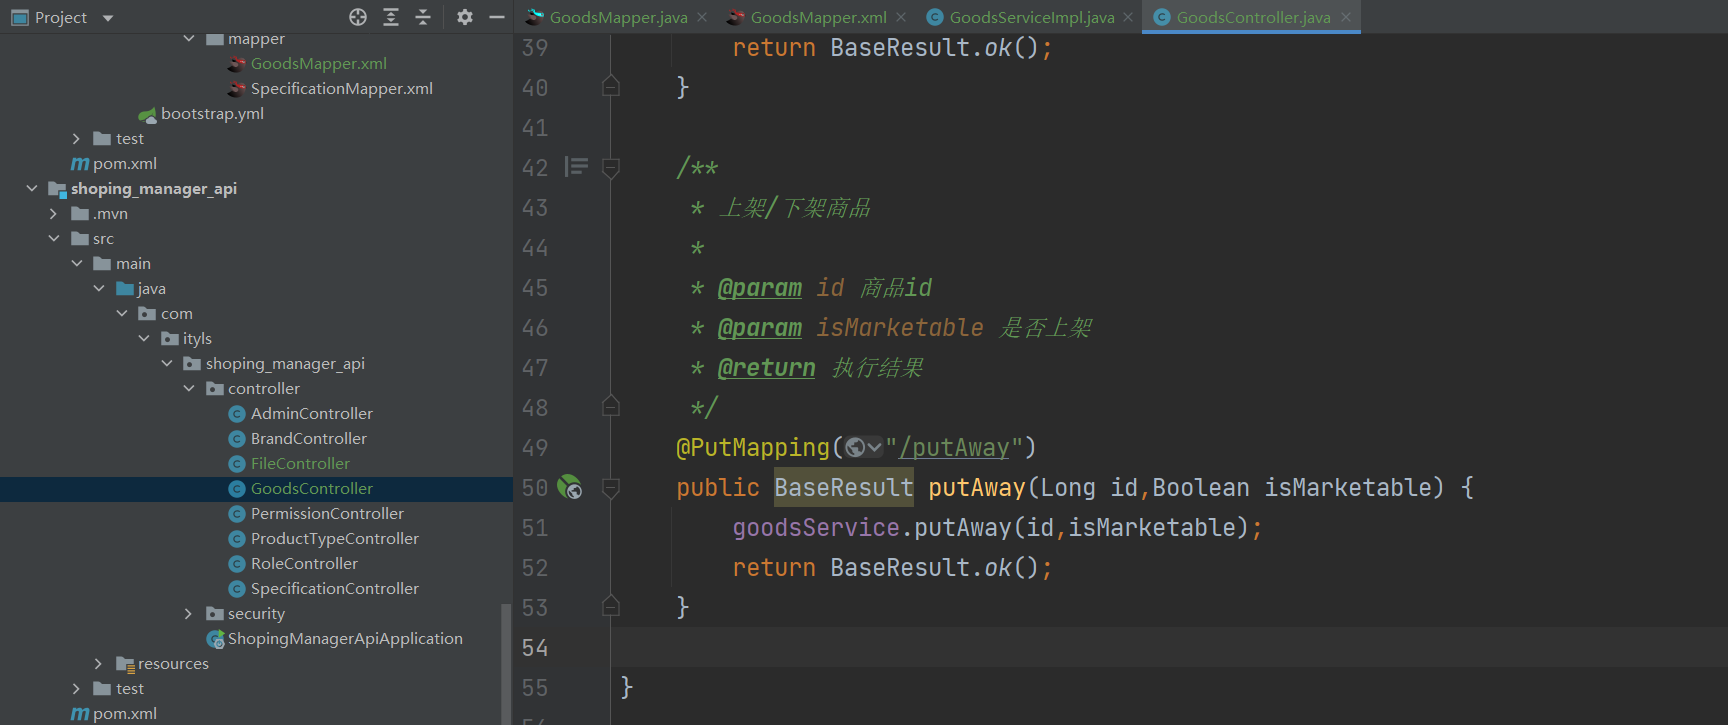 Project
mapper
GoodsMapper.xml
SpecificationMapper.xml
bootstrap.yml
test
pom.xml
shoping_manager_api
.mvn
src
main
java
com
ityls
shoping_manager_api
controller
AdminController
BrandController
FileController
GoodsController
PermissionController
ProductTypeController
RoleController
SpecificationController
security
ShopingManagerApiApplication
resources
test
pom.xml
GoodsMapper.java GoodsMapper.xml GoodsServiceImpl.java GoodsController.java
39 return BaseResult.ok();
40 }
41
42 /**
43 * 上架/下架商品
44 *
45 * @param id 商品id
46 * @param isMarketable 是否上架
47 * @return 执行结果
48 */
49 @PutMapping("/putAway")
50 public BaseResult putAway(Long id,Boolean isMarketable) {
51 goodsService.putAway(id,isMarketable);
52 return BaseResult.ok();
53 }
54
55 }